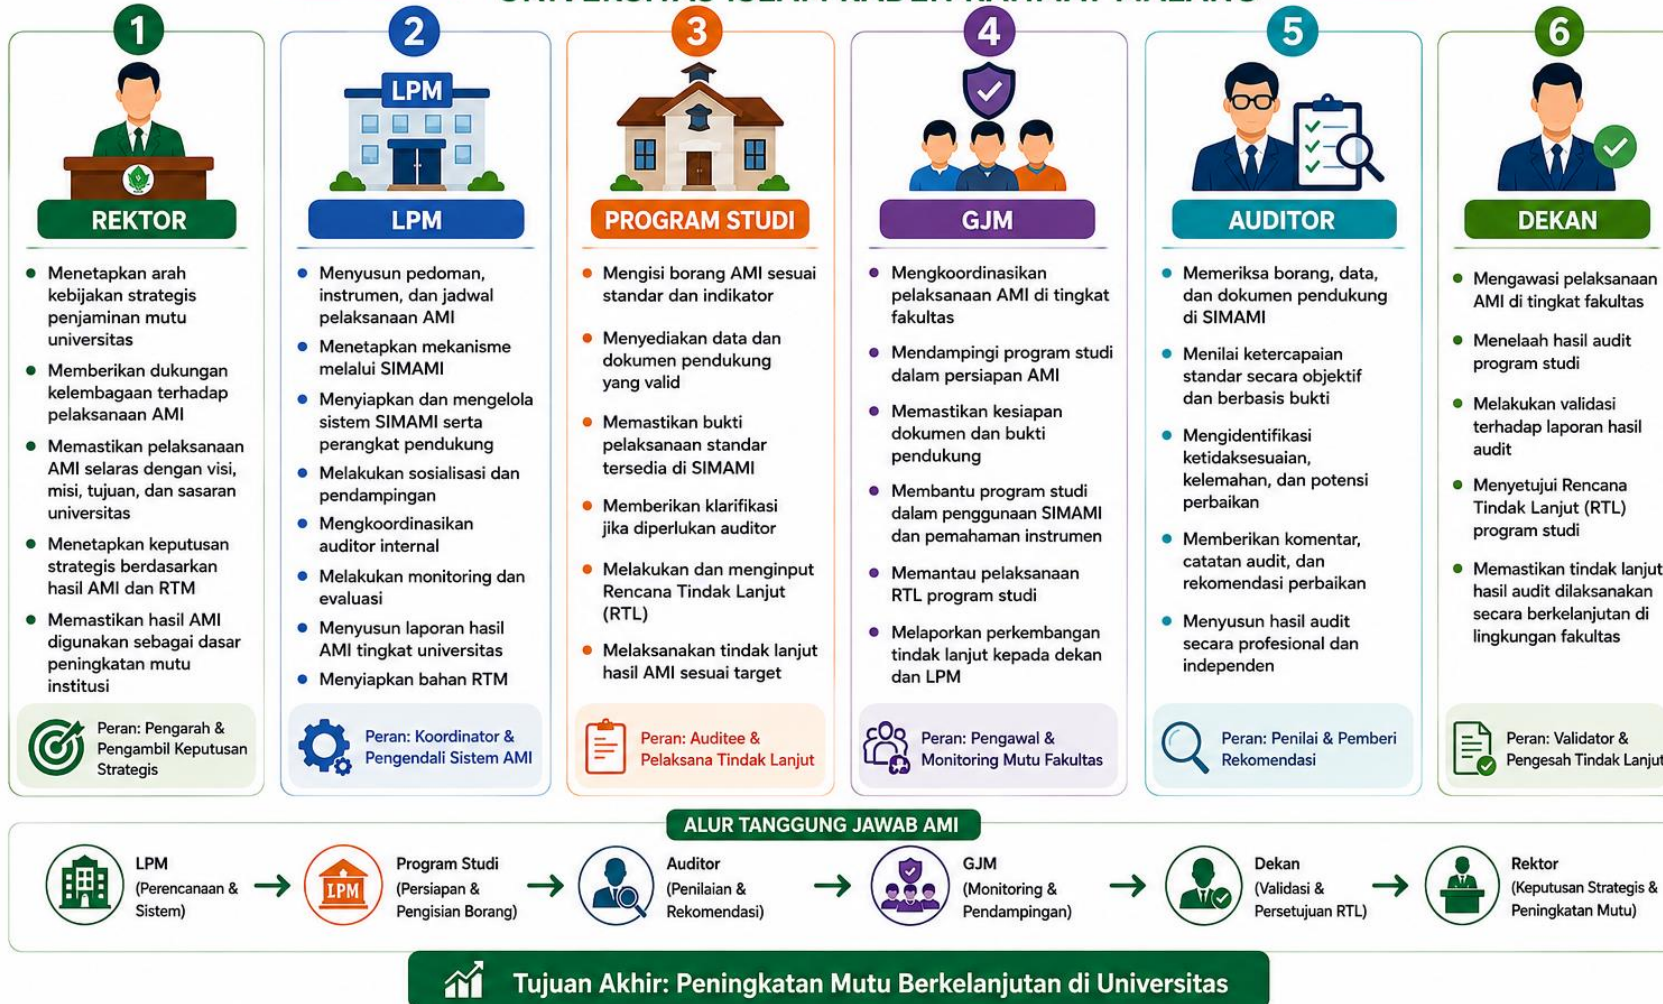 UNIVERSITAS ISLAM RADEN RAHMAT MALANG
1
REKTOR
Menetapkan arah
kebijakan strategis
penjaminan mutu
universitas
Memberikan dukungan
kelembagaan terhadap
pelaksanaan AMI
Memastikan pelaksanaan
AMI selaras dengan visi,
misi, tujuan, dan sasaran
universitas
Menetapkan keputusan
strategis berdasarkan
hasil AMI dan RTM
Memastikan hasil AMI
digunakan sebagai dasar
peningkatan mutu
institusi
Peran: Pengarah &
Pengambil Keputusan
Strategis
2
LPM
LPM
Menyusun pedoman,
instrumen, dan jadwal
pelaksanaan AMI
Menetapkan mekanisme
melalui SIMAMI
Menyiapkan dan mengelola
sistem SIMAMI serta
perangkat pendukung
Melakukan sosialisasi dan
pendampingan
Mengkoordinasikan
auditor internal
Melakukan monitoring dan
evaluasi
Menyusun laporan hasil
AMI tingkat universitas
Menyiapkan bahan RTM
Peran: Koordinator &
Pengendali Sistem AMI
3
PROGRAM STUDI
Mengisi borang AMI sesuai
standar dan indikator
Menyediakan data dan
dokumen pendukung
yang valid
Memastikan bukti
pelaksanaan standar
tersedia di SIMAMI
Memberikan klarifikasi
jika diperlukan auditor
Melakukan dan menginput
Rencana Tindak Lanjut
(RTL)
Melaksanakan tindak lanjut
hasil AMI sesuai target
Peran: Auditee &
Pelaksana Tindak Lanjut
4
GJM
Mengkoordinasikan
pelaksanaan AMI di tingkat
fakultas
Mendampingi program studi
dalam persiapan AMI
Memastikan kesiapan
dokumen dan bukti
pendukung
Membantu program studi
dalam penggunaan SIMAMI
dan pemahaman instrumen
Memantau pelaksanaan
RTL program studi
Melaporkan perkembangan
tindak lanjut kepada dekan
dan LPM
Peran: Pengawal &
Monitoring Mutu Fakultas
5
AUDITOR
Memeriksa borang, data,
dan dokumen pendukung
di SIMAMI
Menilai ketercapaian
standar secara objektif
dan berbasis bukti
Mengidentifikasi
ketidaksesuaian,
kelemahan, dan potensi
perbaikan
Memberikan komentar,
catatan audit, dan
rekomendasi perbaikan
Menyusun hasil audit
secara profesional dan
independen
Peran: Penilai & Pemberi
Rekomendasi
6
DEKAN
Mengawasi pelaksanaan
AMI di tingkat fakultas
Menelaah hasil audit
program studi
Melakukan validasi
terhadap laporan hasil
audit
Menyetujui Rencana
Tindak Lanjut (RTL)
program studi
Memastikan tindak lanjut
hasil audit dilaksanakan
secara berkelanjutan di
lingkungan fakultas
Peran: Validator &
Pengesah Tindak Lanjut
ALUR TANGGUNG JAWAB AMI
LPM
(Perencanaan &
Sistem)
LPM
Program Studi
(Persiapan &
Pengisian Borang)
Auditor
(Penilaian &
Rekomendasi)
GJM
(Monitoring &
Pendampingan)
Dekan
(Validasi &
Persetujuan RTL)
Rektor
(Keputusan Strategis &
Peningkatan Mutu)
Tujuan Akhir: Peningkatan Mutu Berkelanjutan di Universitas